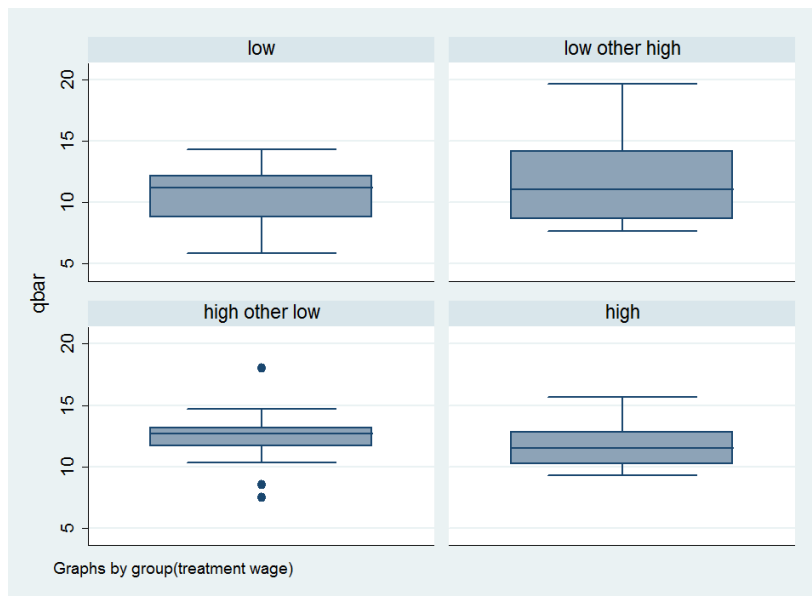 low
low other high
20
15
10
5
high other low
high
20
15
10
5
qbar
Graphs by group(treatment wage)